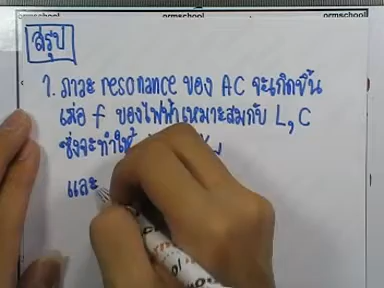 ormschool ormschool
สรุป
1. ภาวะ resonance ของ AC จะเกิดขึ้น
เมื่อ f ของไฟฟ้าเหมาะสมกับ L, C
ซึ่งจะทำให้
และ